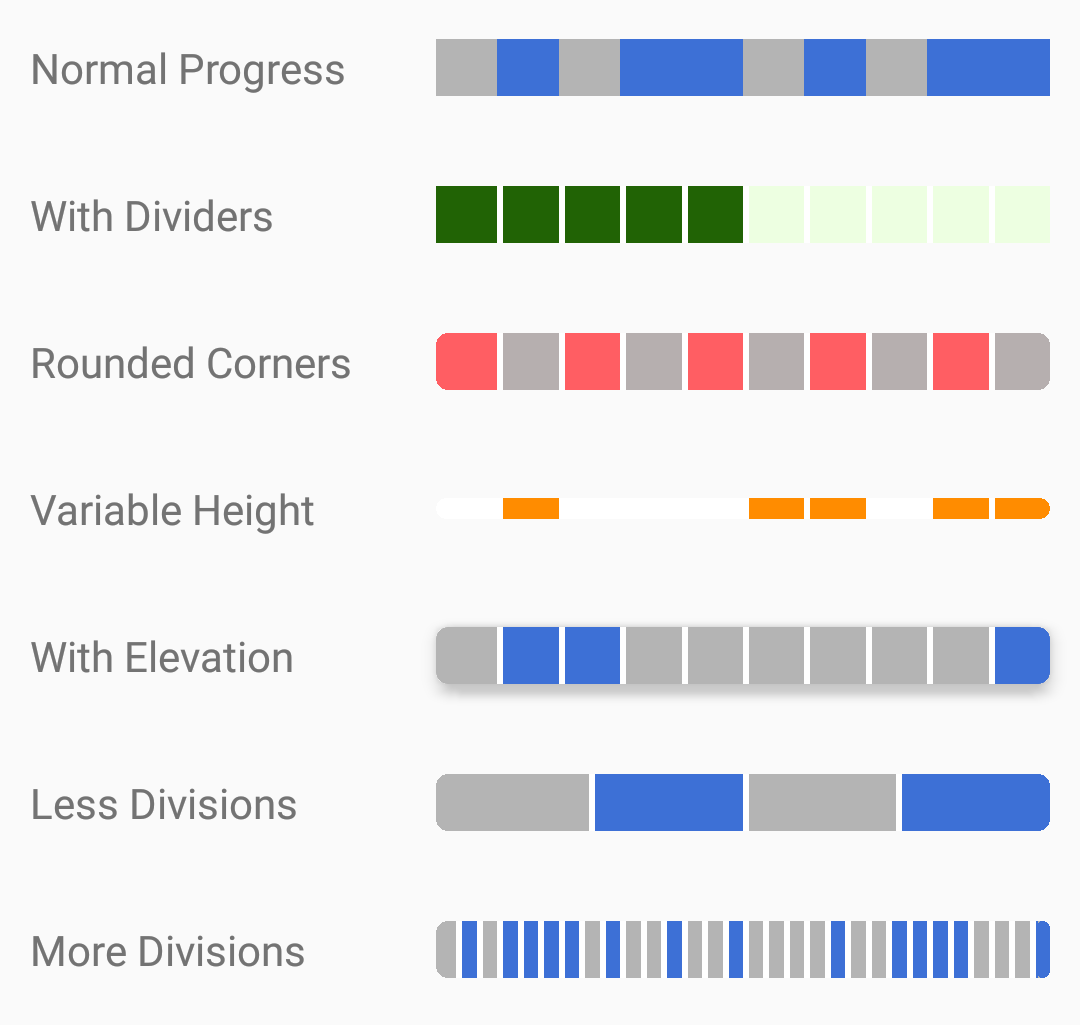 Normal Progress
With Dividers
Rounded Corners
Variable Height
With Elevation
Less Divisions
More Divisions